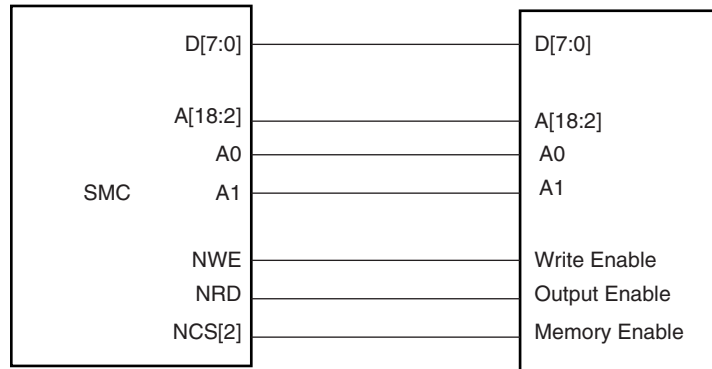 D[7:0] D[7:0]
A[18:2] A[18:2]
A0 A0
SMC A1 A1
NWE Write Enable
NRD Output Enable
NCS[2] Memory Enable